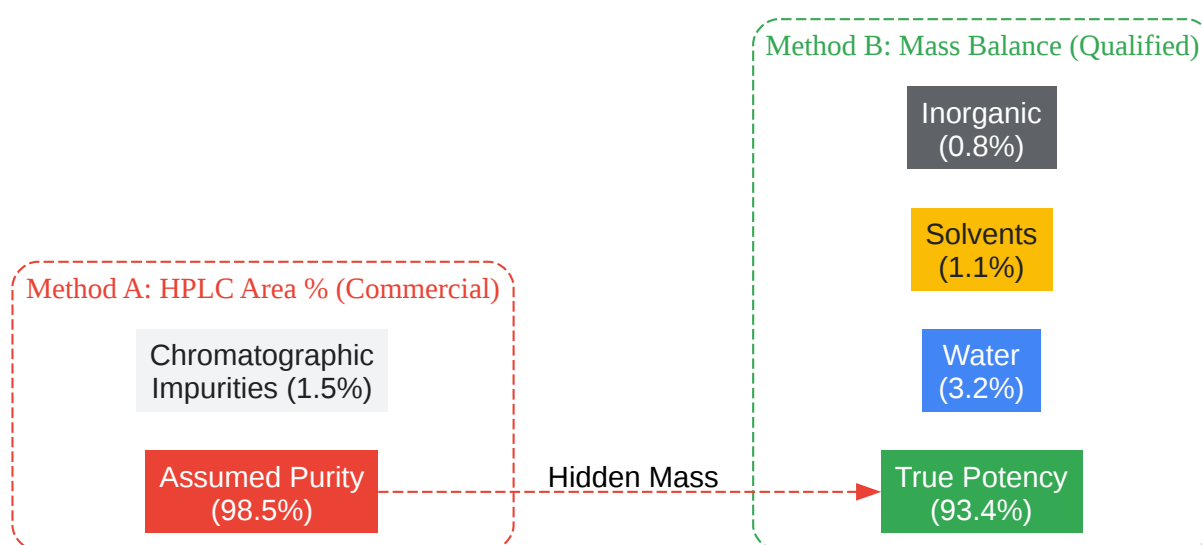 Method B: Mass Balance (Qualified)
Inorganic
(0.8%)
Solvents
(1.1%)
Method A: HPLC Area % (Commercial)
Chromatographic
Impurities (1.5%)
Water
(3.2%)
Assumed Purity
(98.5%)
Hidden Mass
True Potency
(93.4%)